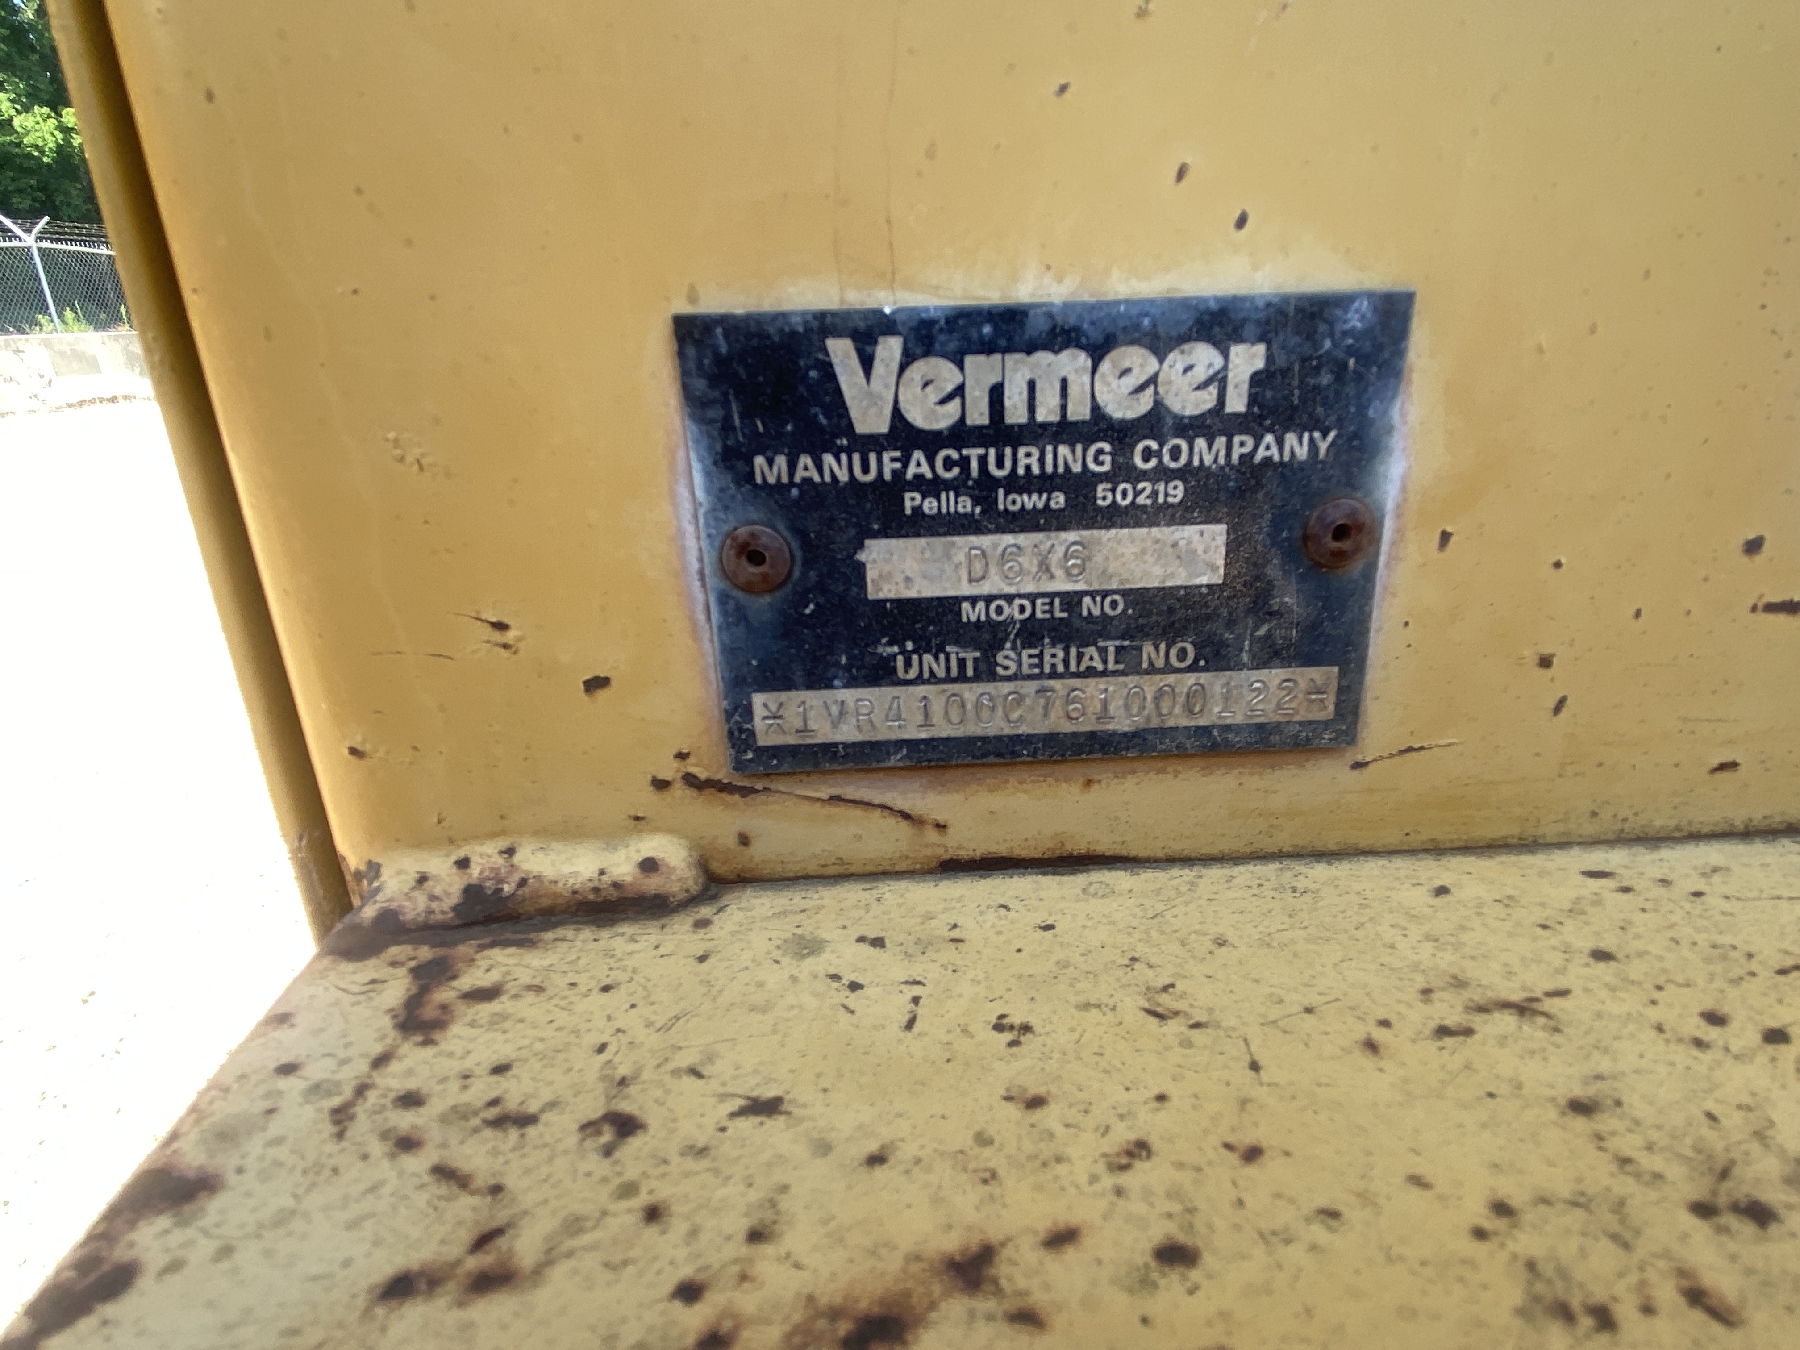 Vermeer
MANUFACTURING COMPANY
Pella, Iowa 50219
D6X6
MODEL NO.
UNIT SERIAL NO.
*1VR4100C761000122*